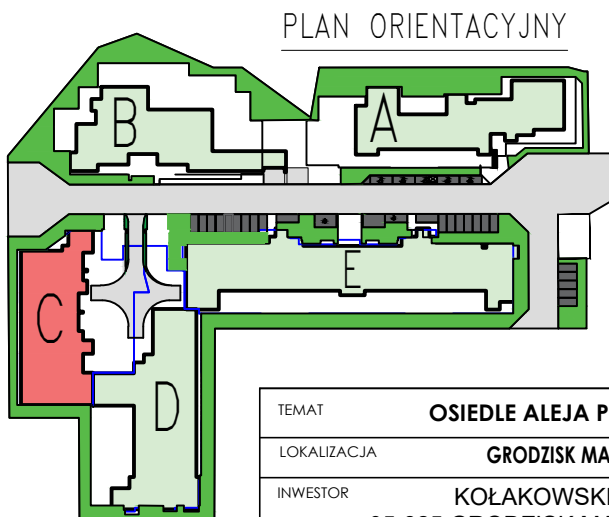 PLAN ORIENTACYJNY
B
A
E
C
D
TEMAT OSIEDLE ALEJA P
LOKALIZACJA GRODZISK MA
INWESTOR KOŁAKOWSK